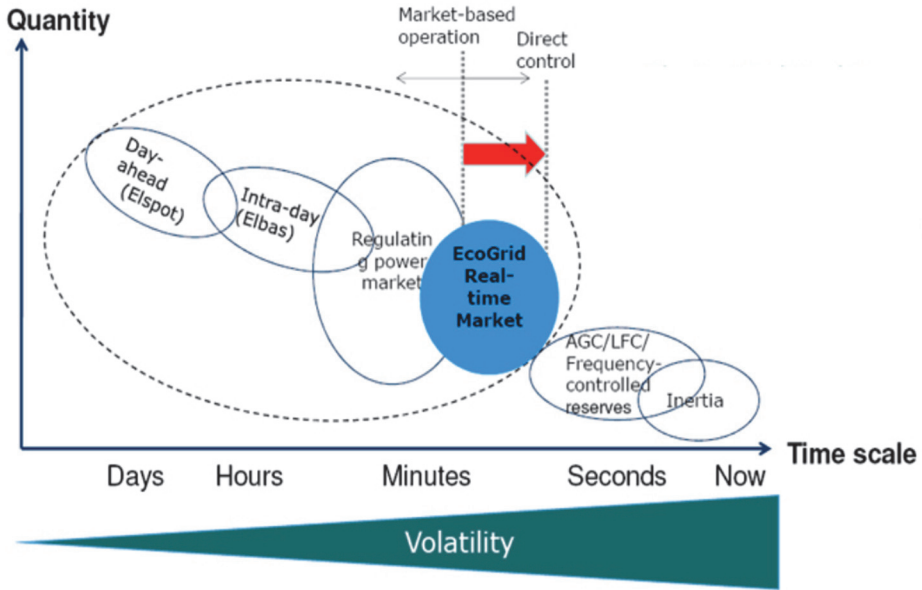 Quantity
Market-based
operation
Direct
control
Day-
ahead
(Elspot)
Intra-day
(Elbas)
Regulatin
g power
market
EcoGrid
Real-
time
Market
AGC/LFC/
Frequency-
controlled
reserves
Inertia
Time scale
Days
Hours
Minutes
Seconds
Now
Volatility